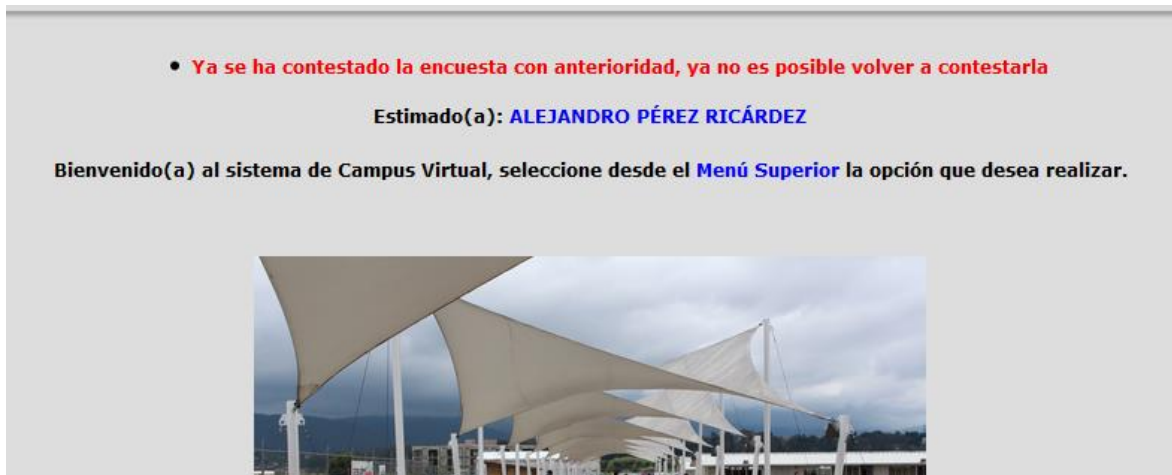 Ya se ha contestado la encuesta con anterioridad, ya no es posible volver a contestarla
Estimado(a): ALEJANDRO PÉREZ RICÁRDEZ
Bienvenido(a) al sistema de Campus Virtual, seleccione desde el Menú Superior la opción que desea realizar.